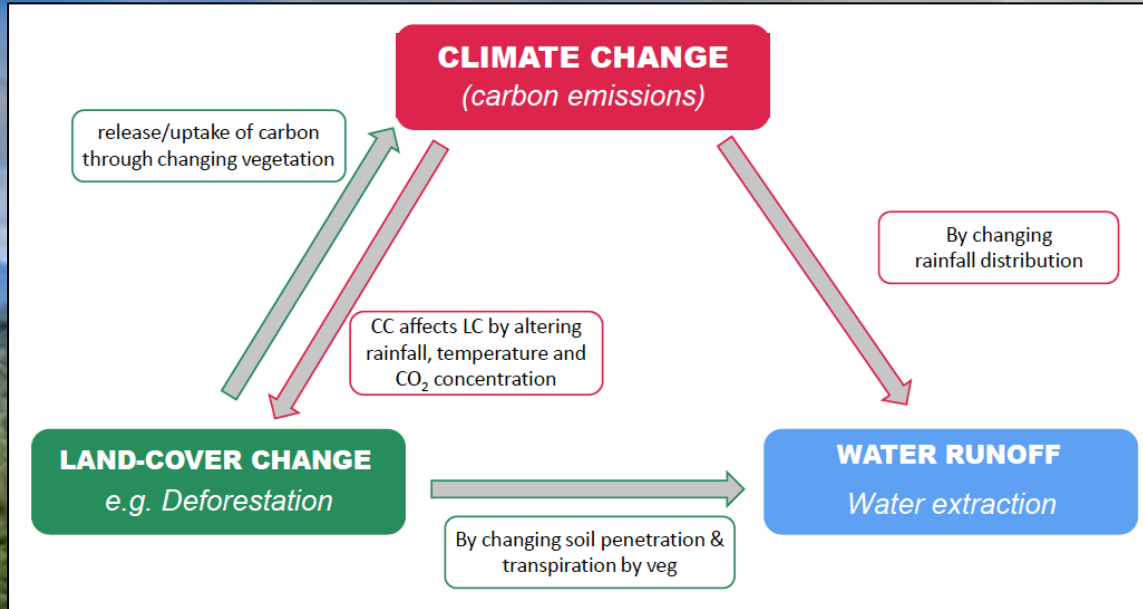 CLIMATE CHANGE
(carbon emissions)
release/uptake of carbon
through changing vegetation
By changing
rainfall distribution
CC affects LC by altering
rainfall, temperature and
CO₂ concentration
LAND-COVER CHANGE
e.g. Deforestation
WATER RUNOFF
Water extraction
By changing soil penetration &
transpiration by veg